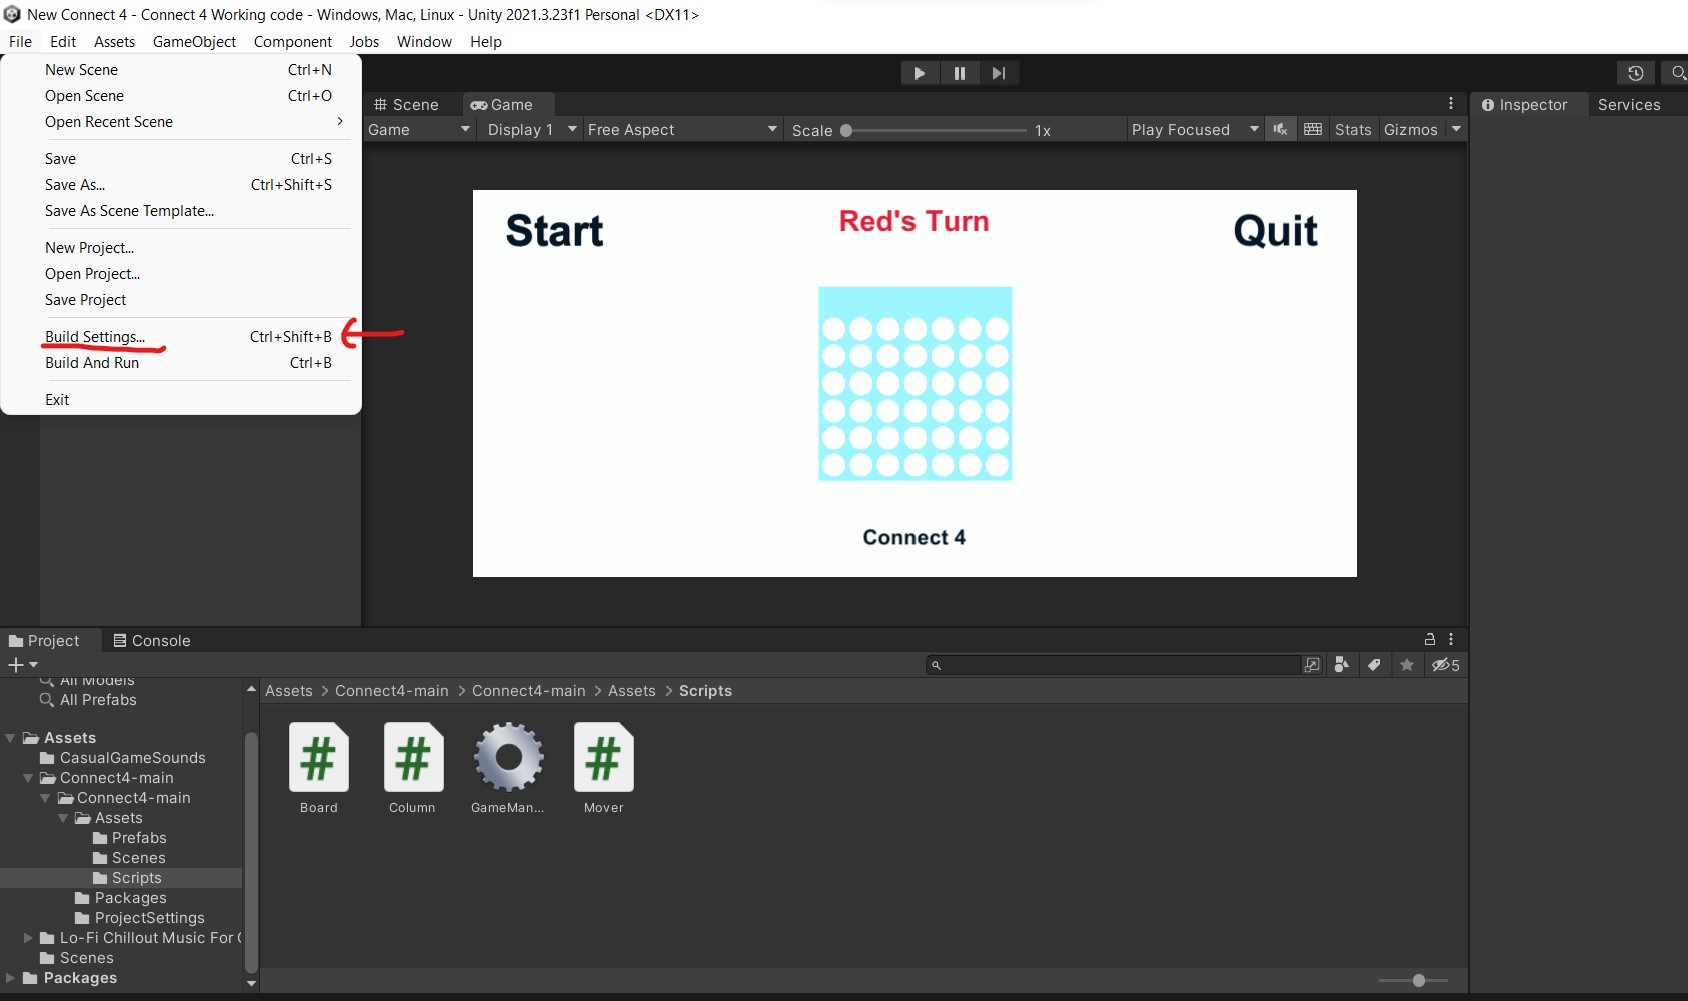 New Connect 4 - Connect 4 Working code - Windows, Mac, Linux - Unity 2021.3.23f1 Personal <DX11>
File Edit Assets GameObject Component Jobs Window Help
New Scene Ctrl+N
Open Scene Ctrl+O
Open Recent Scene
Save Ctrl+S
Save As... Ctrl+Shift+S
Save As Scene Template...
New Project...
Open Project...
Save Project
Build Settings... Ctrl+Shift+B
Build And Run Ctrl+B
Exit
Scene Game
Game Display 1 Free Aspect Scale 1x Play Focused Stats Gizmos
Inspector Services
Start Red's Turn Quit
Connect 4
Project Console
5
All Models
All Prefabs
Assets
CasualGameSounds
Connect4-main
Connect4-main
Assets
Prefabs
Scenes
Scripts
Packages
ProjectSettings
Lo-Fi Chillout Music For
Scenes
Packages
Assets > Connect4-main > Connect4-main > Assets > Scripts
# # #
Board Column GameMan... Mover